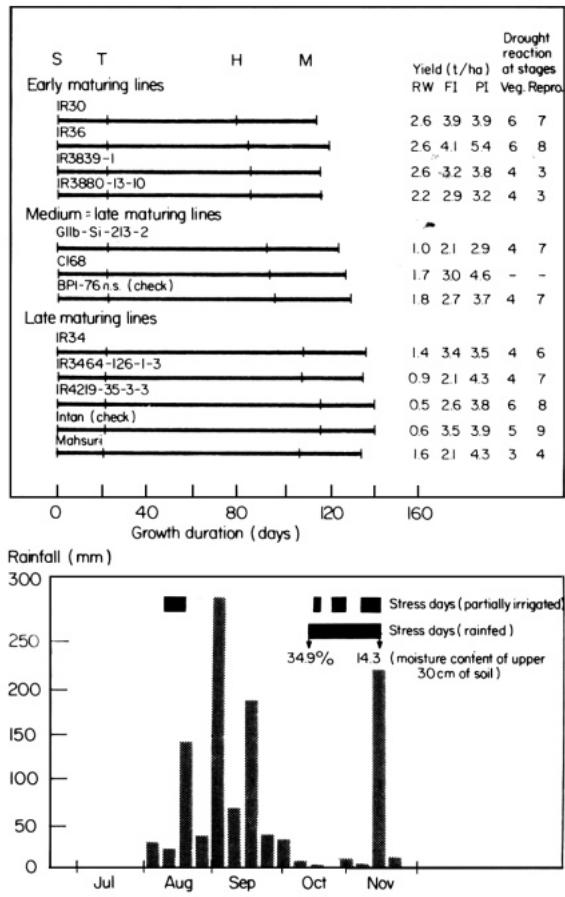 Drought
reaction
S T H M Yield (t/ha) at stages
Early maturing lines RW FI PI Veg. Repro.
IR30
2.6 3.9 3.9 6 7
IR36
2.6 4.1 5.4 6 8
IR3839-1
2.6 3.2 3.8 4 3
IR3880-13-10
2.2 2.9 3.2 4 3
Medium = late maturing lines
GIIb-Si-213-2
1.0 2.1 2.9 4 7
C168
1.7 3.0 4.6 – –
BPI-76 n.s. (check)
1.8 2.7 3.7 4 7
Late maturing lines
IR34
1.4 3.4 3.5 4 6
IR3464-126-1-3
0.9 2.1 4.3 4 7
IR4219-35-3-3
0.5 2.6 3.8 6 8
Intan (check)
0.6 3.5 3.9 5 9
Mahsuri
1.6 2.1 4.3 3 4
0 40 80 120 160
Growth duration (days)
Rainfall (mm)
300
Stress days (partially irrigated)
250
Stress days (rainfed)
34.9% 14.3 (moisture content of upper
30cm of soil)
200
150
100
50
0
Jul Aug Sep Oct Nov